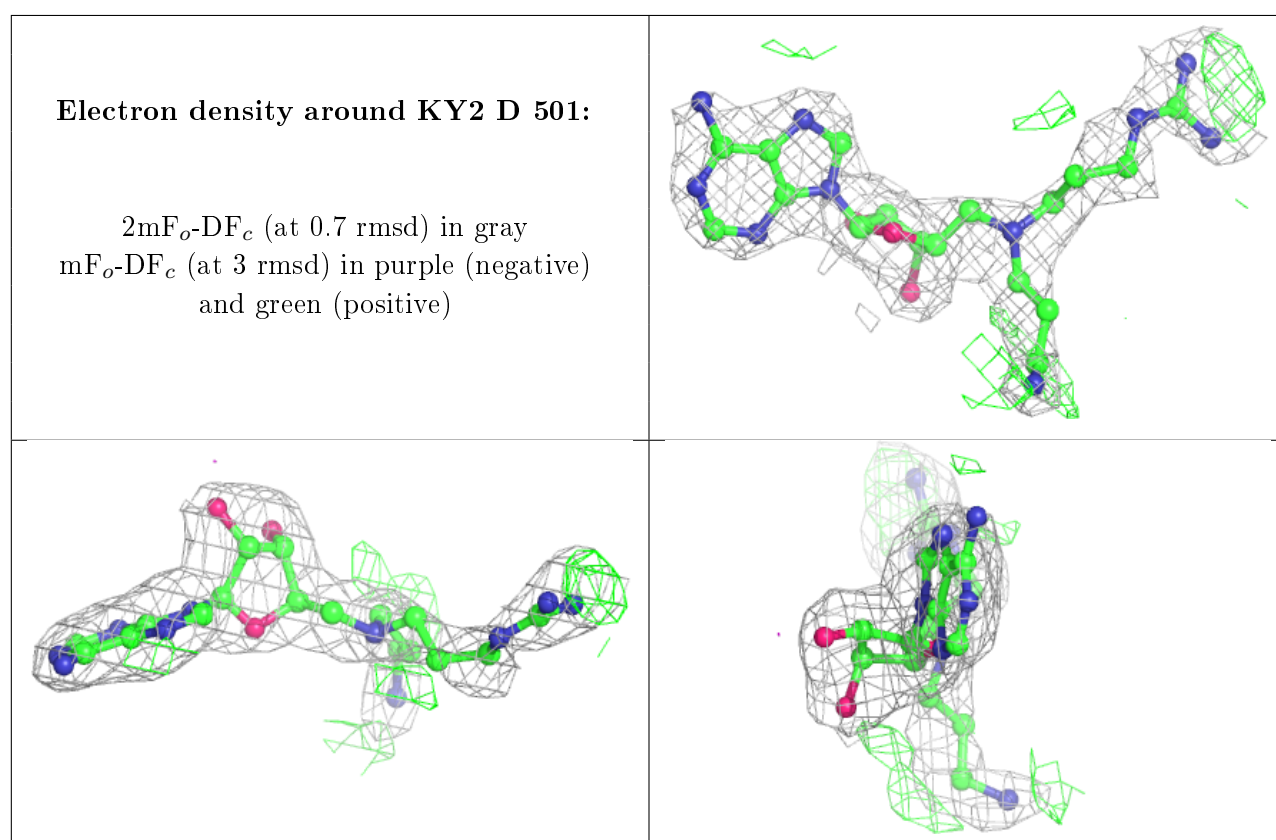 Electron density around KY2 D 501:
2mFo-DFc (at 0.7 rmsd) in gray
mFo-DFc (at 3 rmsd) in purple (negative)
and green (positive)